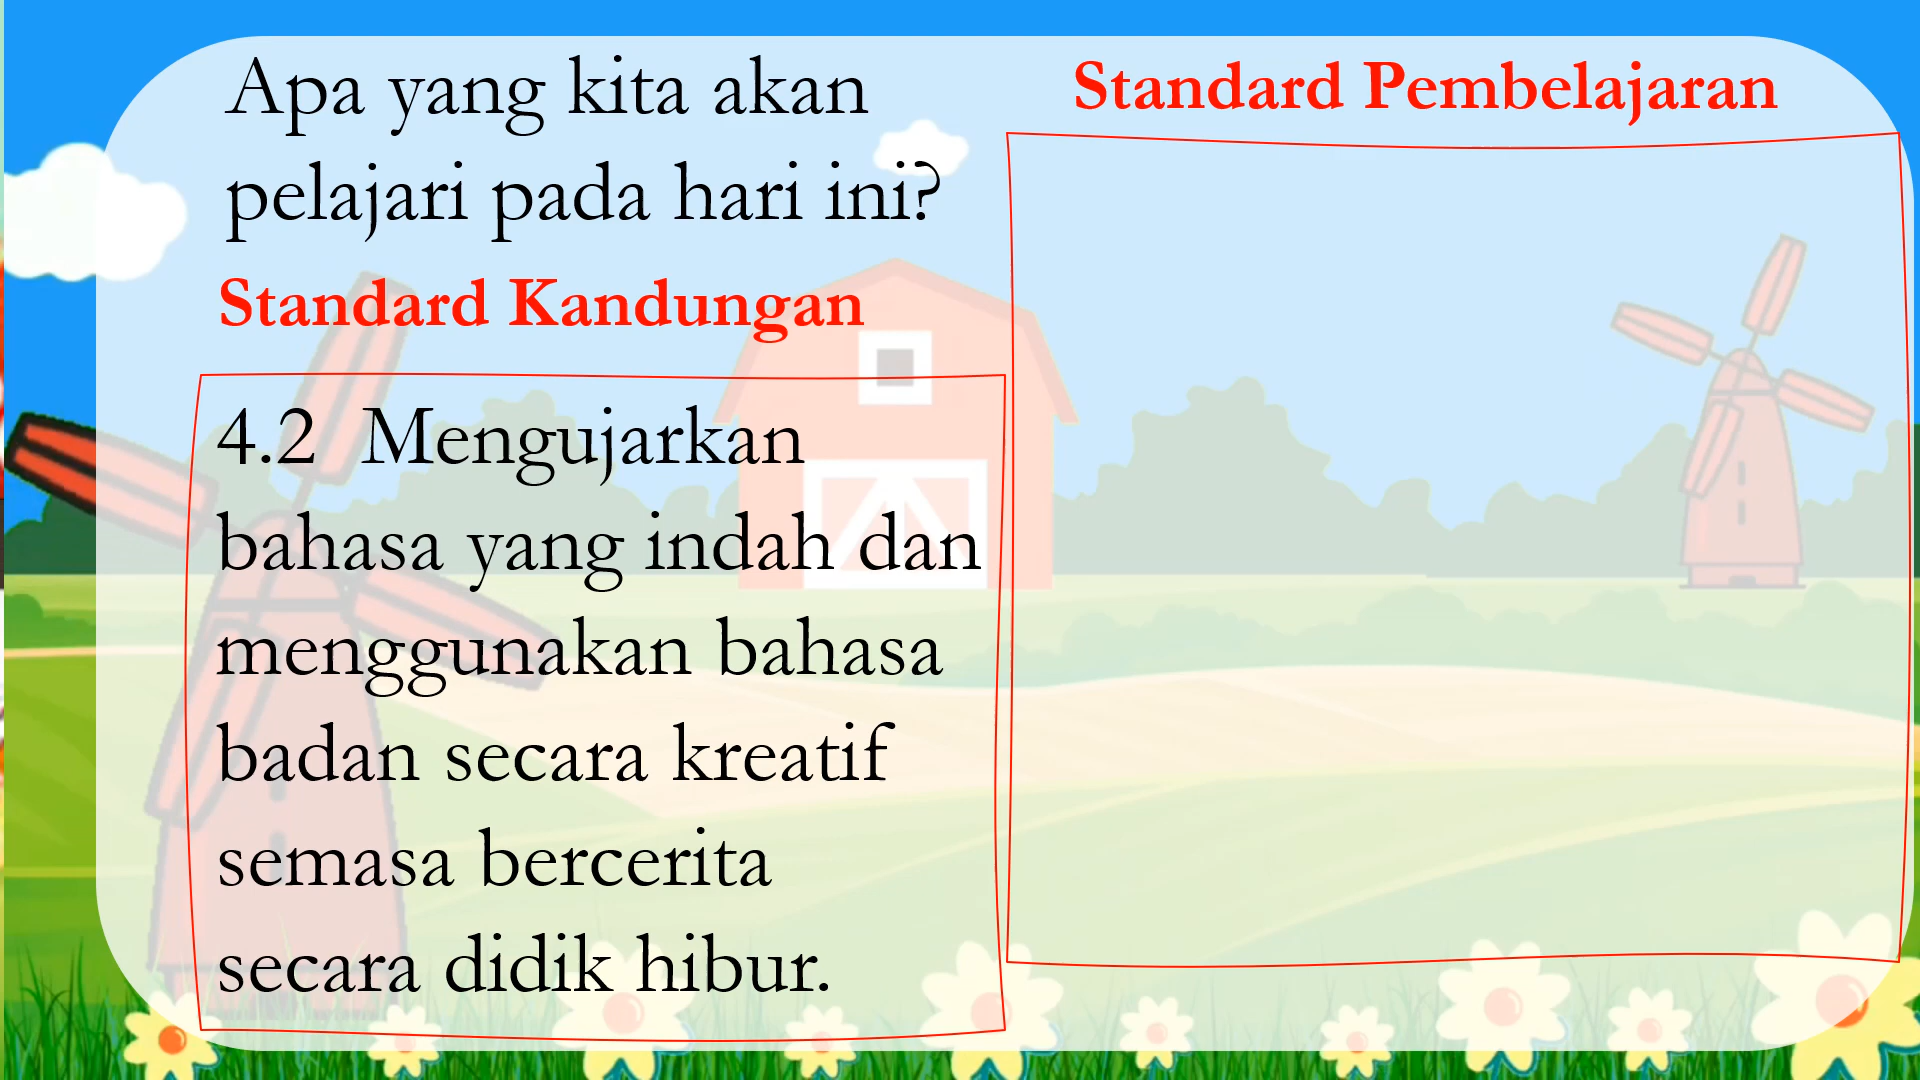 Apa yang kita akan
pelajari pada hari ini?
Standard Kandungan
4.2 Mengujarkan
bahasa yang indah dan
menggunakan bahasa
badan secara kreatif
semasa bercerita
secara didik hibur.
Standard Pembelajaran